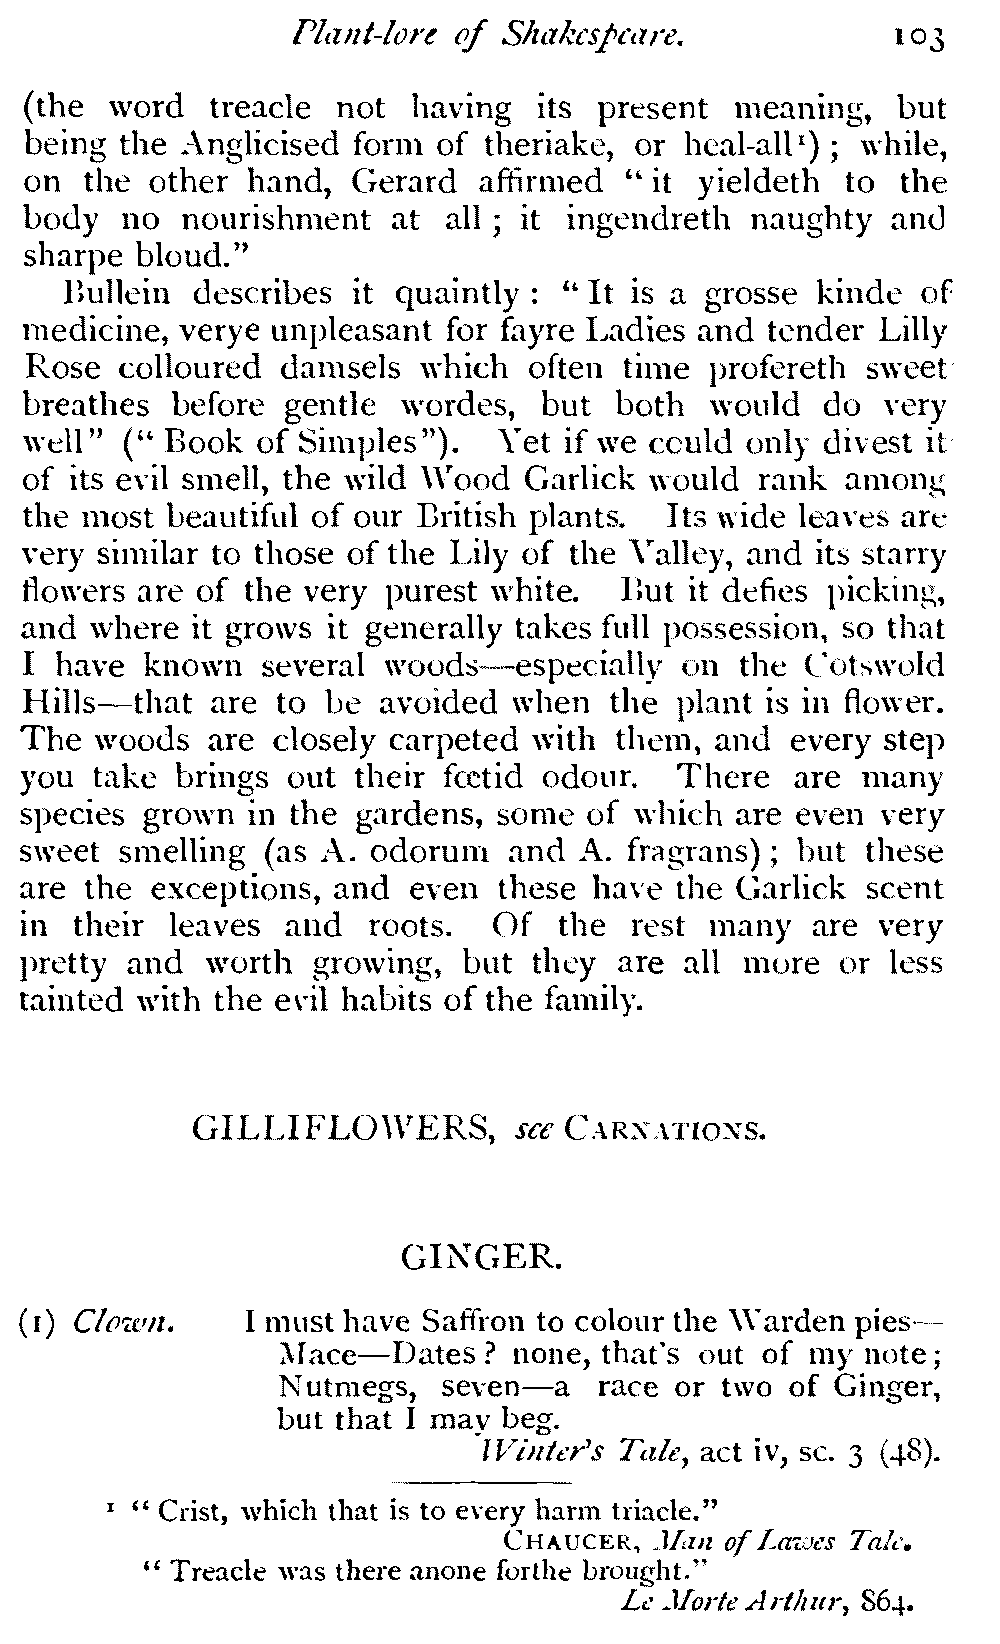 Plant-lore of Shakespeare. 103
(the word treacle not having its present meaning, but
being the Anglicised form of theriake, or heal-all¹) ; while,
on the other hand, Gerard affirmed “ it yieldeth to the
body no nourishment at all ; it ingendreth naughty and
sharpe bloud.”
Bullein describes it quaintly : “ It is a grosse kinde of
medicine, verye unpleasant for fayre Ladies and tender Lilly
Rose colloured damsels which often time profereth sweet
breathes before gentle wordes, but both would do very
well” (“ Book of Simples”). Yet if we could only divest it
of its evil smell, the wild Wood Garlick would rank among
the most beautiful of our British plants. Its wide leaves are
very similar to those of the Lily of the Valley, and its starry
flowers are of the very purest white. But it defies picking,
and where it grows it generally takes full possession, so that
I have known several woods—especially on the Cotswold
Hills—that are to be avoided when the plant is in flower.
The woods are closely carpeted with them, and every step
you take brings out their fœtid odour. There are many
species grown in the gardens, some of which are even very
sweet smelling (as A. odorum and A. fragrans) ; but these
are the exceptions, and even these have the Garlick scent
in their leaves and roots. Of the rest many are very
pretty and worth growing, but they are all more or less
tainted with the evil habits of the family.
GILLIFLOWERS, see CARNATIONS.
GINGER.
(1) Clown. I must have Saffron to colour the Warden pies—
Mace—Dates ? none, that's out of my note ;
Nutmegs, seven—a race or two of Ginger,
but that I may beg.
Winter's Tale, act iv, sc. 3 (48).
¹ “ Crist, which that is to every harm triacle.”
CHAUCER, Man of Lawes Tale.
“ Treacle was there anone forthe brought.”
Le Morte Arthur, 864.